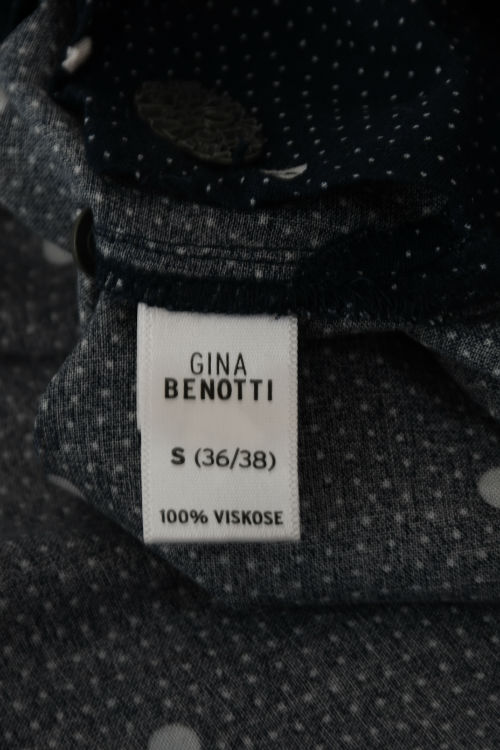 GINA
BENOTTI
S (36/38)
100% VISKOSE